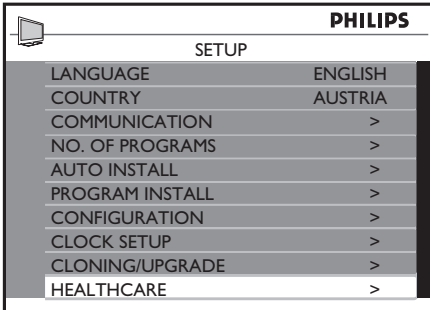 PHILIPS
SETUP
LANGUAGE ENGLISH
COUNTRY AUSTRIA
COMMUNICATION >
NO. OF PROGRAMS >
AUTO INSTALL >
PROGRAM INSTALL >
CONFIGURATION >
CLOCK SETUP >
CLONING/UPGRADE >
HEALTHCARE >